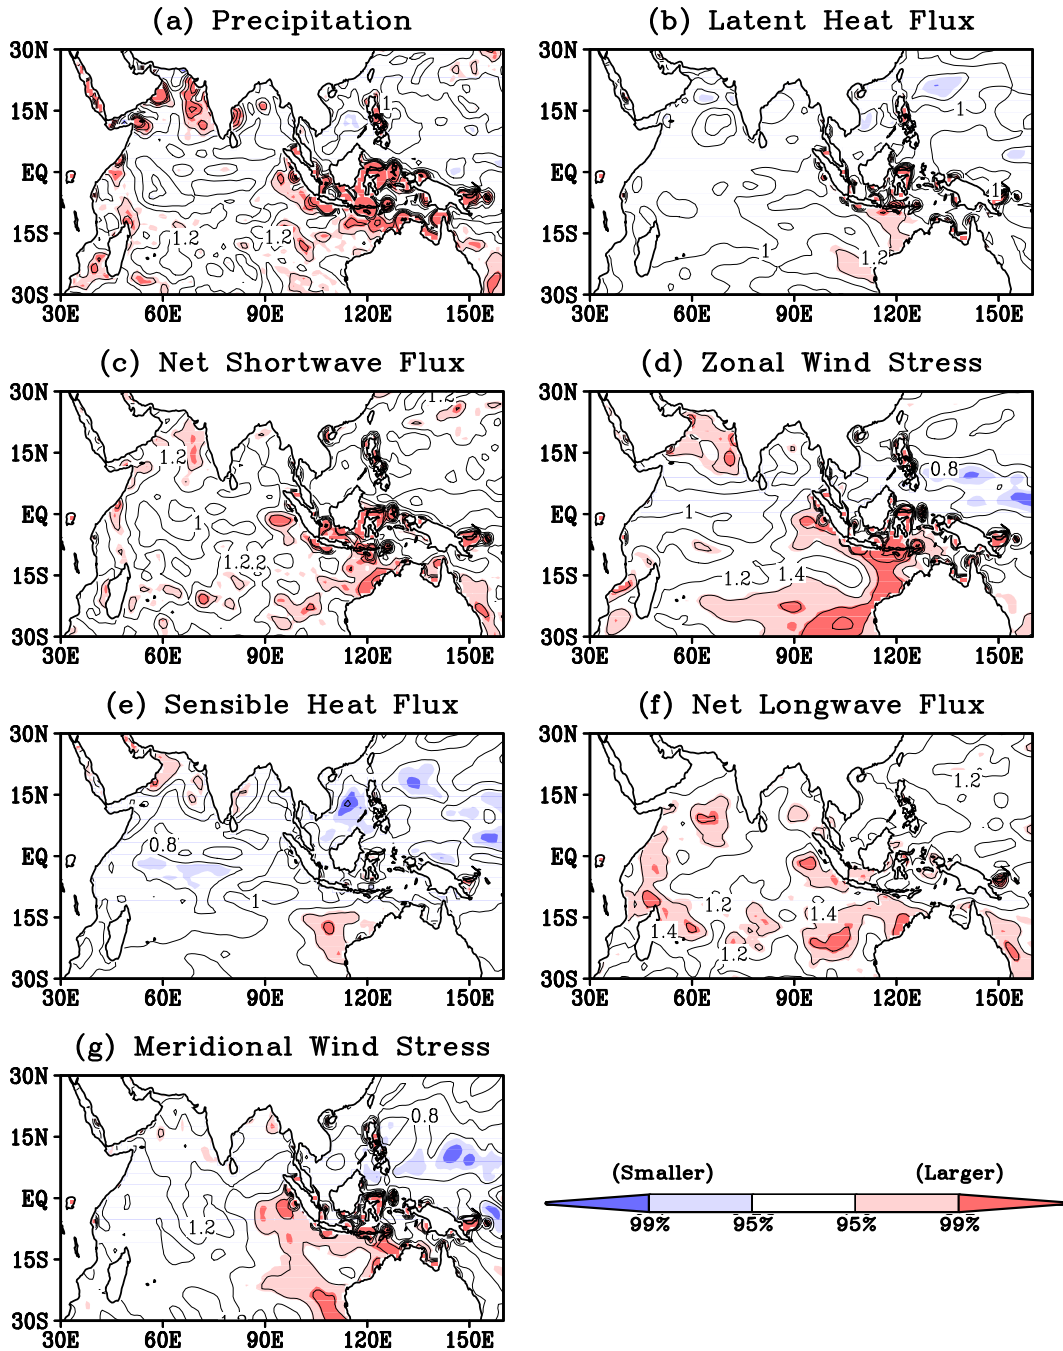 (a) Precipitation
30N
15N
EQ
15S
30S
30E 60E 90E 120E 150E
1
1.2
1.2
(b) Latent Heat Flux
30N
15N
EQ
15S
30S
30E 60E 90E 120E 150E
1
1
1
1.2
(c) Net Shortwave Flux
30N
15N
EQ
15S
30S
30E 60E 90E 120E 150E
1.2
1.2
1
1.2.2
(d) Zonal Wind Stress
30N
15N
EQ
15S
30S
30E 60E 90E 120E 150E
0.8
1
1.2
1.4
(e) Sensible Heat Flux
30N
15N
EQ
15S
30S
30E 60E 90E 120E 150E
0.8
1
(f) Net Longwave Flux
30N
15N
EQ
15S
30S
30E 60E 90E 120E 150E
1.2
1.2
1.4
1.4
1.2
(g) Meridional Wind Stress
30N
15N
EQ
15S
30S
30E 60E 90E 120E 150E
0.8
1.2
(Smaller) (Larger)
99% 95% 95% 99%